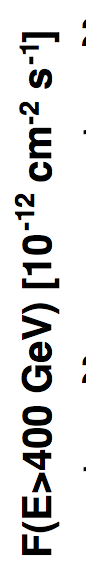 F(E>400 GeV) [10⁻¹² cm⁻² s⁻¹]